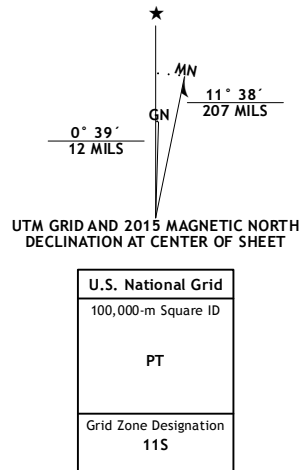 MN
GN
11° 38´
207 MILS
0° 39´
12 MILS
UTM GRID AND 2015 MAGNETIC NORTH
DECLINATION AT CENTER OF SHEET
U.S. National Grid
100,000-m Square ID
PT
Grid Zone Designation
11S